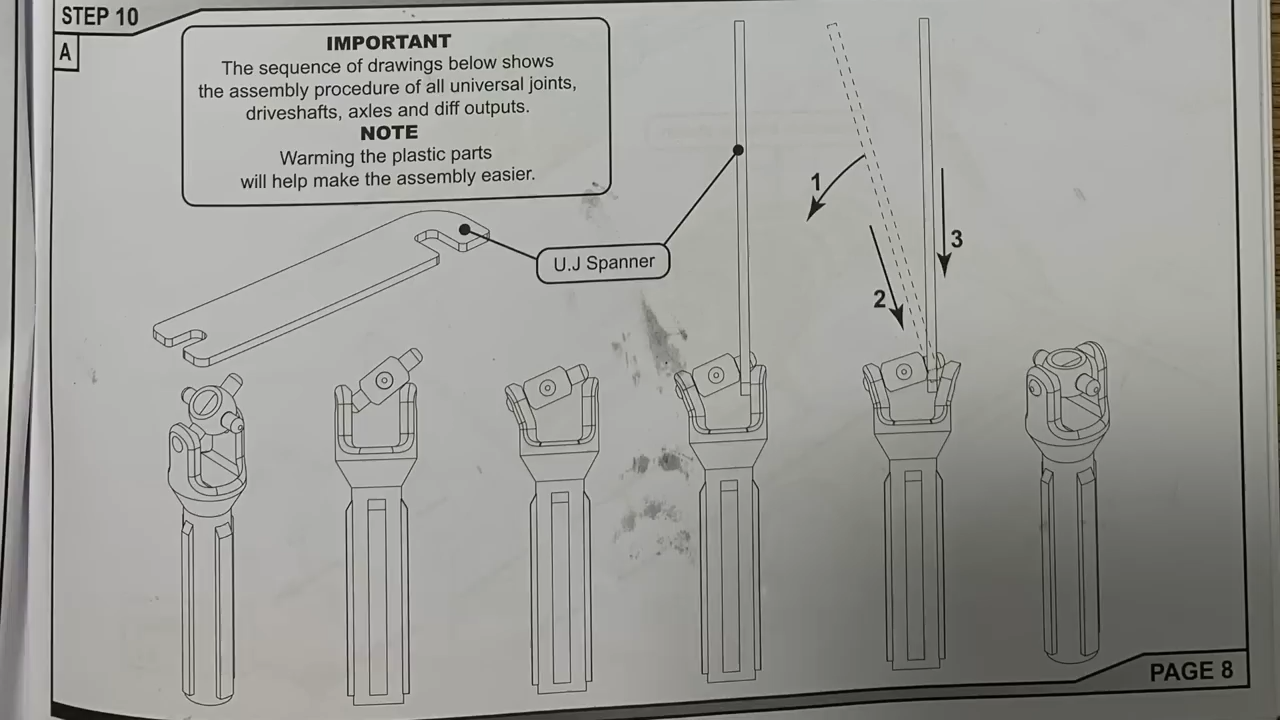 STEP 10
A
IMPORTANT
The sequence of drawings below shows
the assembly procedure of all universal joints,
driveshafts, axles and diff outputs.
NOTE
Warming the plastic parts
will help make the assembly easier.
U.J Spanner
1
2
3
PAGE 8